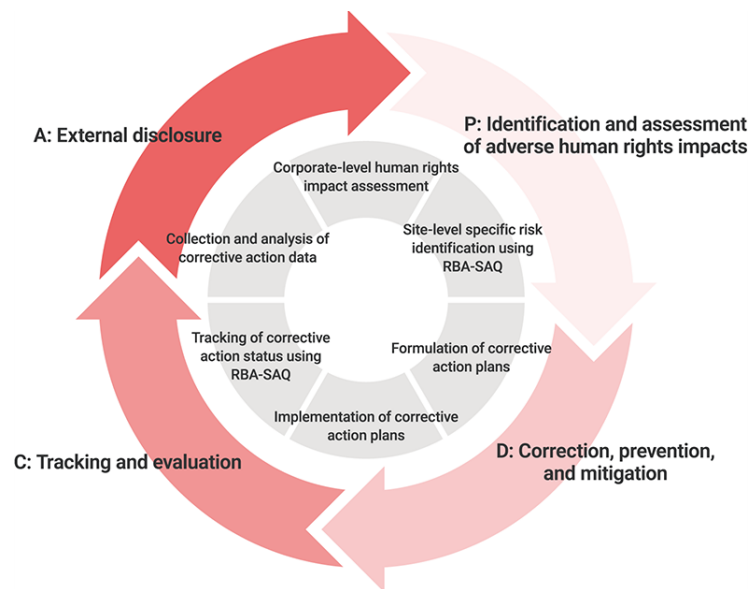 A: External disclosure
P: Identification and assessment
of adverse human rights impacts
Corporate-level human rights
impact assessment
Site-level specific risk
identification using
RBA-SAQ
Collection and analysis of
corrective action data
Tracking of corrective
action status using
RBA-SAQ
Formulation of corrective
action plans
Implementation of corrective
action plans
C: Tracking and evaluation
D: Correction, prevention,
and mitigation